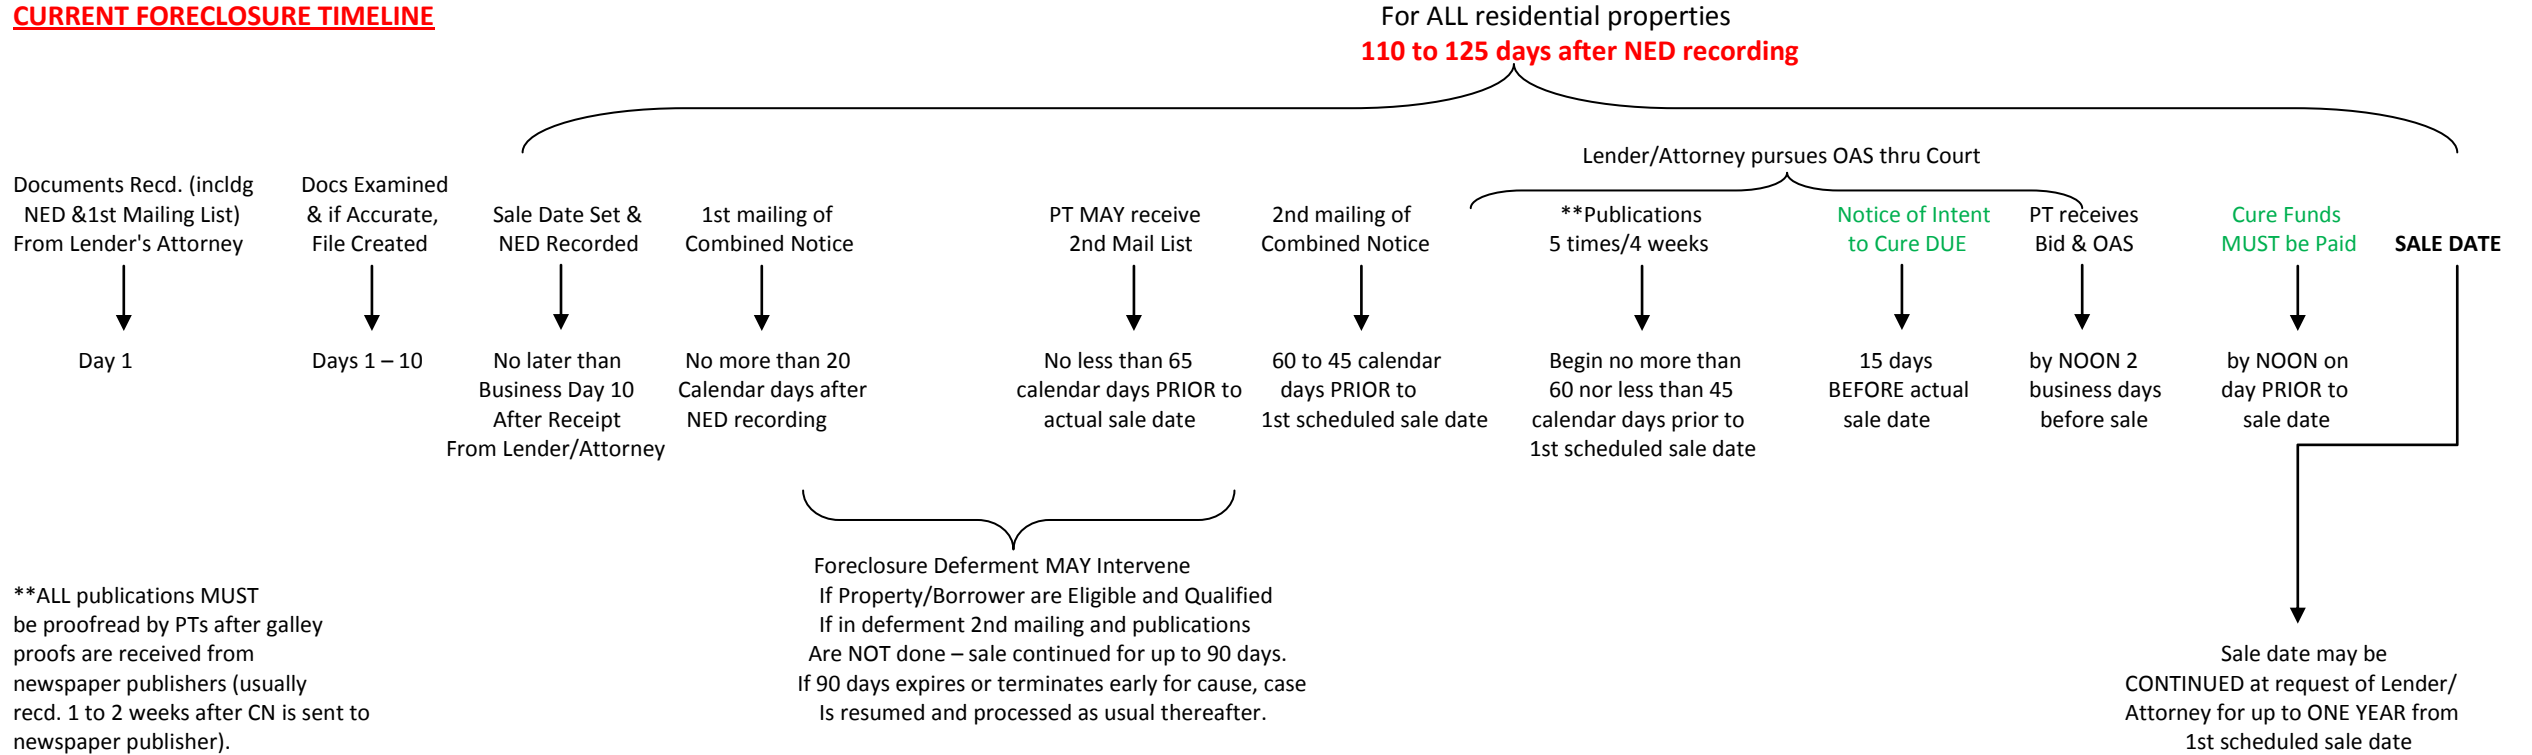 CURRENT FORECLOSURE TIMELINE
For ALL residential properties
110 to 125 days after NED recording
Lender/Attorney pursues OAS thru Court
Documents Recd. (incldg
NED &1st Mailing List)
From Lender's Attorney
Docs Examined
& if Accurate,
File Created
Sale Date Set &
NED Recorded
1st mailing of
Combined Notice
PT MAY receive
2nd Mail List
2nd mailing of
Combined Notice
**Publications
5 times/4 weeks
Notice of Intent
to Cure DUE
PT receives
Bid & OAS
Cure Funds
MUST be Paid
SALE DATE
Day 1
Days 1 – 10
No later than
Business Day 10
After Receipt
From Lender/Attorney
No more than 20
Calendar days after
NED recording
No less than 65
calendar days PRIOR to
actual sale date
60 to 45 calendar
days PRIOR to
1st scheduled sale date
Begin no more than
60 nor less than 45
calendar days prior to
1st scheduled sale date
15 days
BEFORE actual
sale date
by NOON 2
business days
before sale
by NOON on
day PRIOR to
sale date
Foreclosure Deferment MAY Intervene
If Property/Borrower are Eligible and Qualified
If in deferment 2nd mailing and publications
Are NOT done – sale continued for up to 90 days.
If 90 days expires or terminates early for cause, case
Is resumed and processed as usual thereafter.
**ALL publications MUST
be proofread by PTs after galley
proofs are received from
newspaper publishers (usually
recd. 1 to 2 weeks after CN is sent to
newspaper publisher).
Sale date may be
CONTINUED at request of Lender/
Attorney for up to ONE YEAR from
1st scheduled sale date